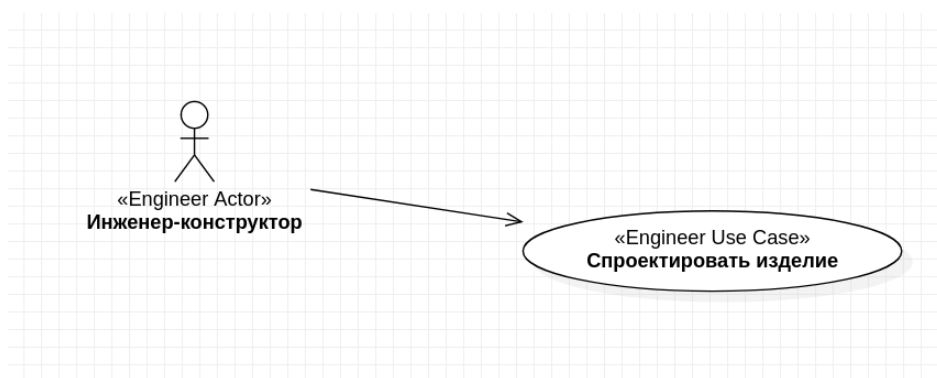 «Engineer Actor»
Инженер-конструктор
«Engineer Use Case»
Спроектировать изделие